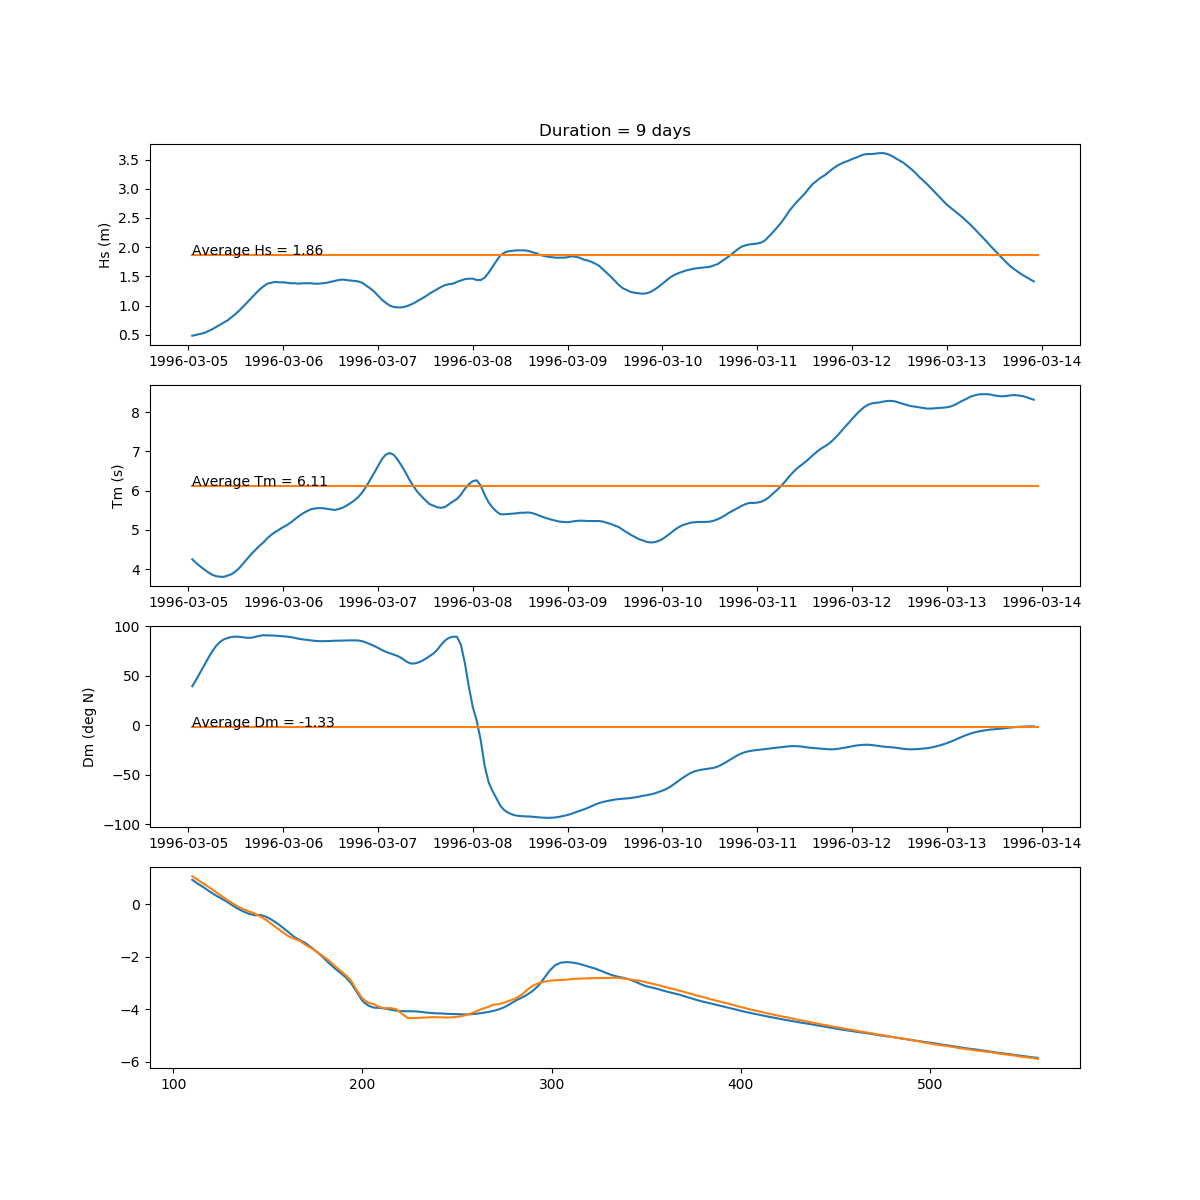 Duration = 9 days
3.5
3.0
2.5
2.0
1.5
1.0
0.5
Hs (m)
Average Hs = 1.86
1996-03-05 1996-03-06 1996-03-07 1996-03-08 1996-03-09 1996-03-10 1996-03-11 1996-03-12 1996-03-13 1996-03-14
8
7
6
5
4
Tm (s)
Average Tm = 6.11
1996-03-05 1996-03-06 1996-03-07 1996-03-08 1996-03-09 1996-03-10 1996-03-11 1996-03-12 1996-03-13 1996-03-14
100
50
0
−50
−100
Dm (deg N)
Average Dm = -1.33
1996-03-05 1996-03-06 1996-03-07 1996-03-08 1996-03-09 1996-03-10 1996-03-11 1996-03-12 1996-03-13 1996-03-14
0
−2
−4
−6
100 200 300 400 500